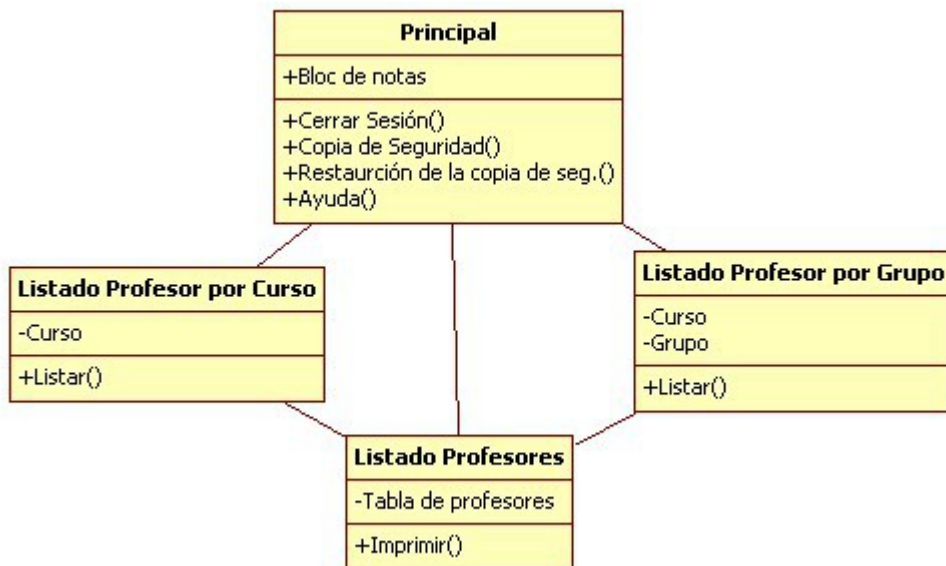 Principal
+Bloc de notas
+Cerrar Sesión()
+Copia de Seguridad()
+Restaurción de la copia de seg.()
+Ayuda()
Listado Profesor por Curso
-Curso
+Listar()
Listado Profesor por Grupo
-Curso
-Grupo
+Listar()
Listado Profesores
-Tabla de profesores
+Imprimir()